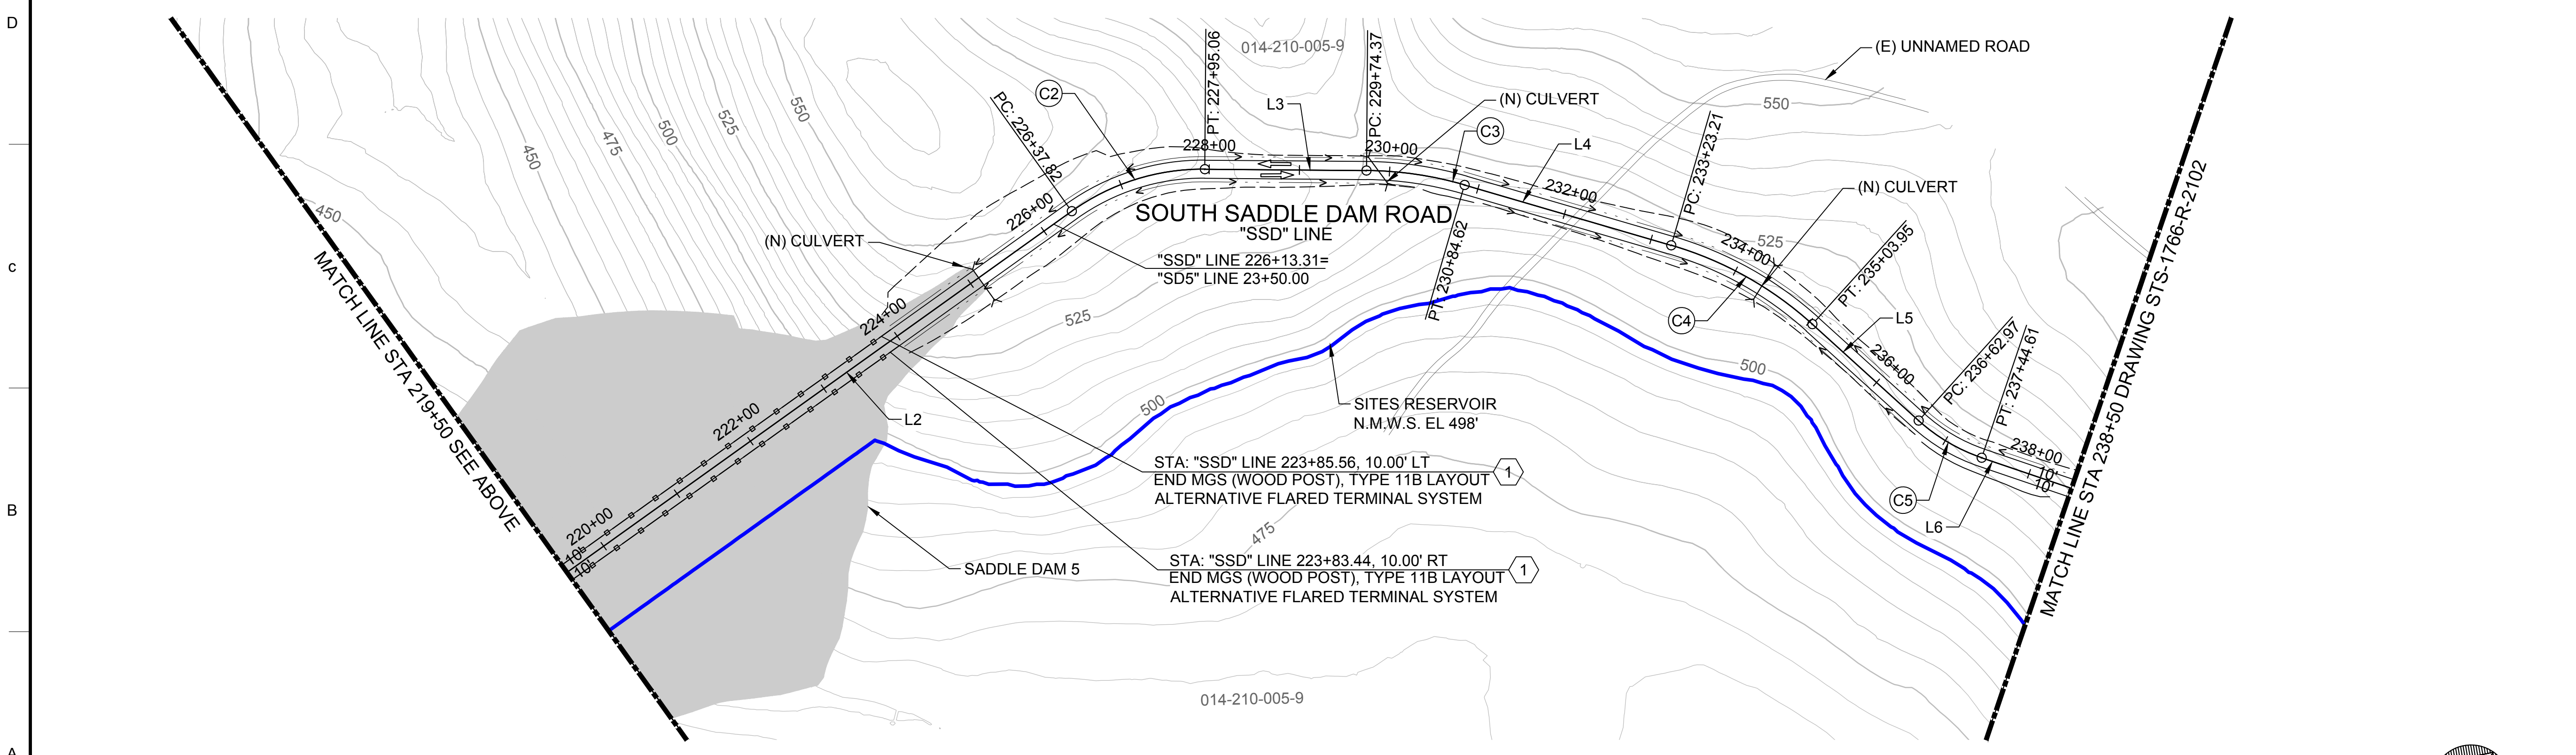 D
C
B
A
MATCH LINE STA 219+50 SEE ABOVE
450
450
475
500
525
550
014-210-005-9
(E) UNNAMED ROAD
550
PC: 226+37.82
C2
PT: 227+95.06
L3
PC: 229+74.37
(N) CULVERT
C3
L4
PC: 233+23.21
(N) CULVERT
228+00
230+00
232+00
234+00
525
PT: 235+03.95
226+00
SOUTH SADDLE DAM ROAD
"SSD" LINE
(N) CULVERT
"SSD" LINE 226+13.31=
"SD5" LINE 23+50.00
PT: 230+84.62
C4
L5
224+00
525
236+00
PC: 236+62.97
PT: 237+44.61
500
500
SITES RESERVOIR
N.M.W.S. EL 498'
222+00
L2
238+00
10'
10'
C5
L6
STA: "SSD" LINE 223+85.56, 10.00' LT
END MGS (WOOD POST), TYPE 11B LAYOUT
ALTERNATIVE FLARED TERMINAL SYSTEM
1
220+00
10'
10'
475
SADDLE DAM 5
STA: "SSD" LINE 223+83.44, 10.00' RT
END MGS (WOOD POST), TYPE 11B LAYOUT
ALTERNATIVE FLARED TERMINAL SYSTEM
1
014-210-005-9
MATCH LINE STA 238+50 DRAWING STS-1766-R-2102